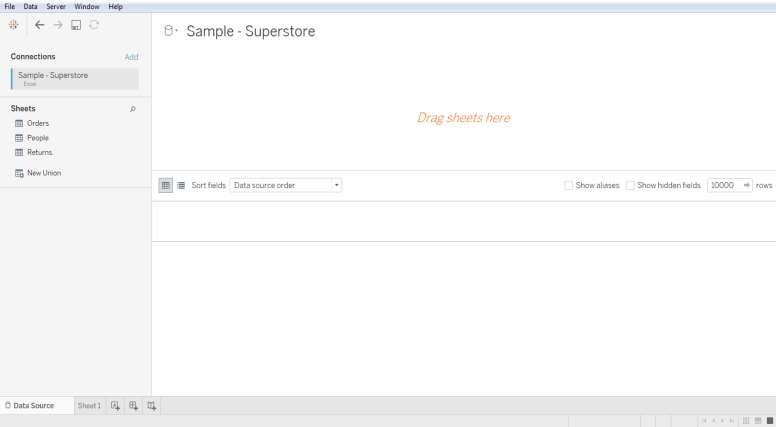 File Data Server Window Help
Sample - Superstore
Connections Add
Sample - Superstore
Excel
Sheets
Orders
People
Returns
New Union
Drag sheets here
Sort fields Data source order Show aliases Show hidden fields 10000 rows
Data Source Sheet 1